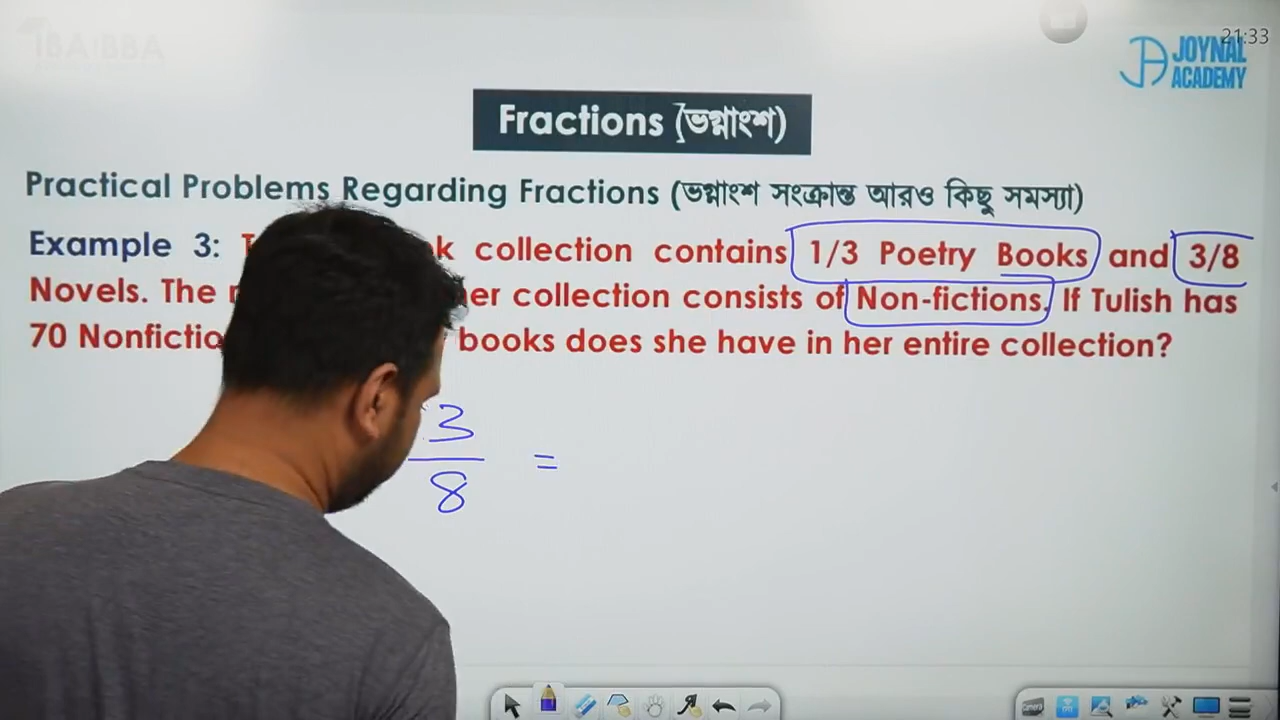 IBA BBA
21:33
JOYNAL
ACADEMY
Fractions (ভগ্নাংশ)
Practical Problems Regarding Fractions (ভগ্নাংশ সংক্রান্ত আরও কিছু সমস্যা)
Example 3: collection contains 1/3 Poetry Books and 3/8
Novels. The her collection consists of Non-fictions. If Tulish has
70 books does she have in her entire collection?
3
8 =
Camera